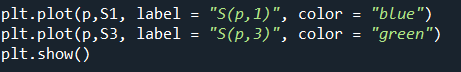 plt.plot(p,S1, label = "S(p,1)", color = "blue")
plt.plot(p,S3, label = "S(p,3)", color = "green")
plt.show()